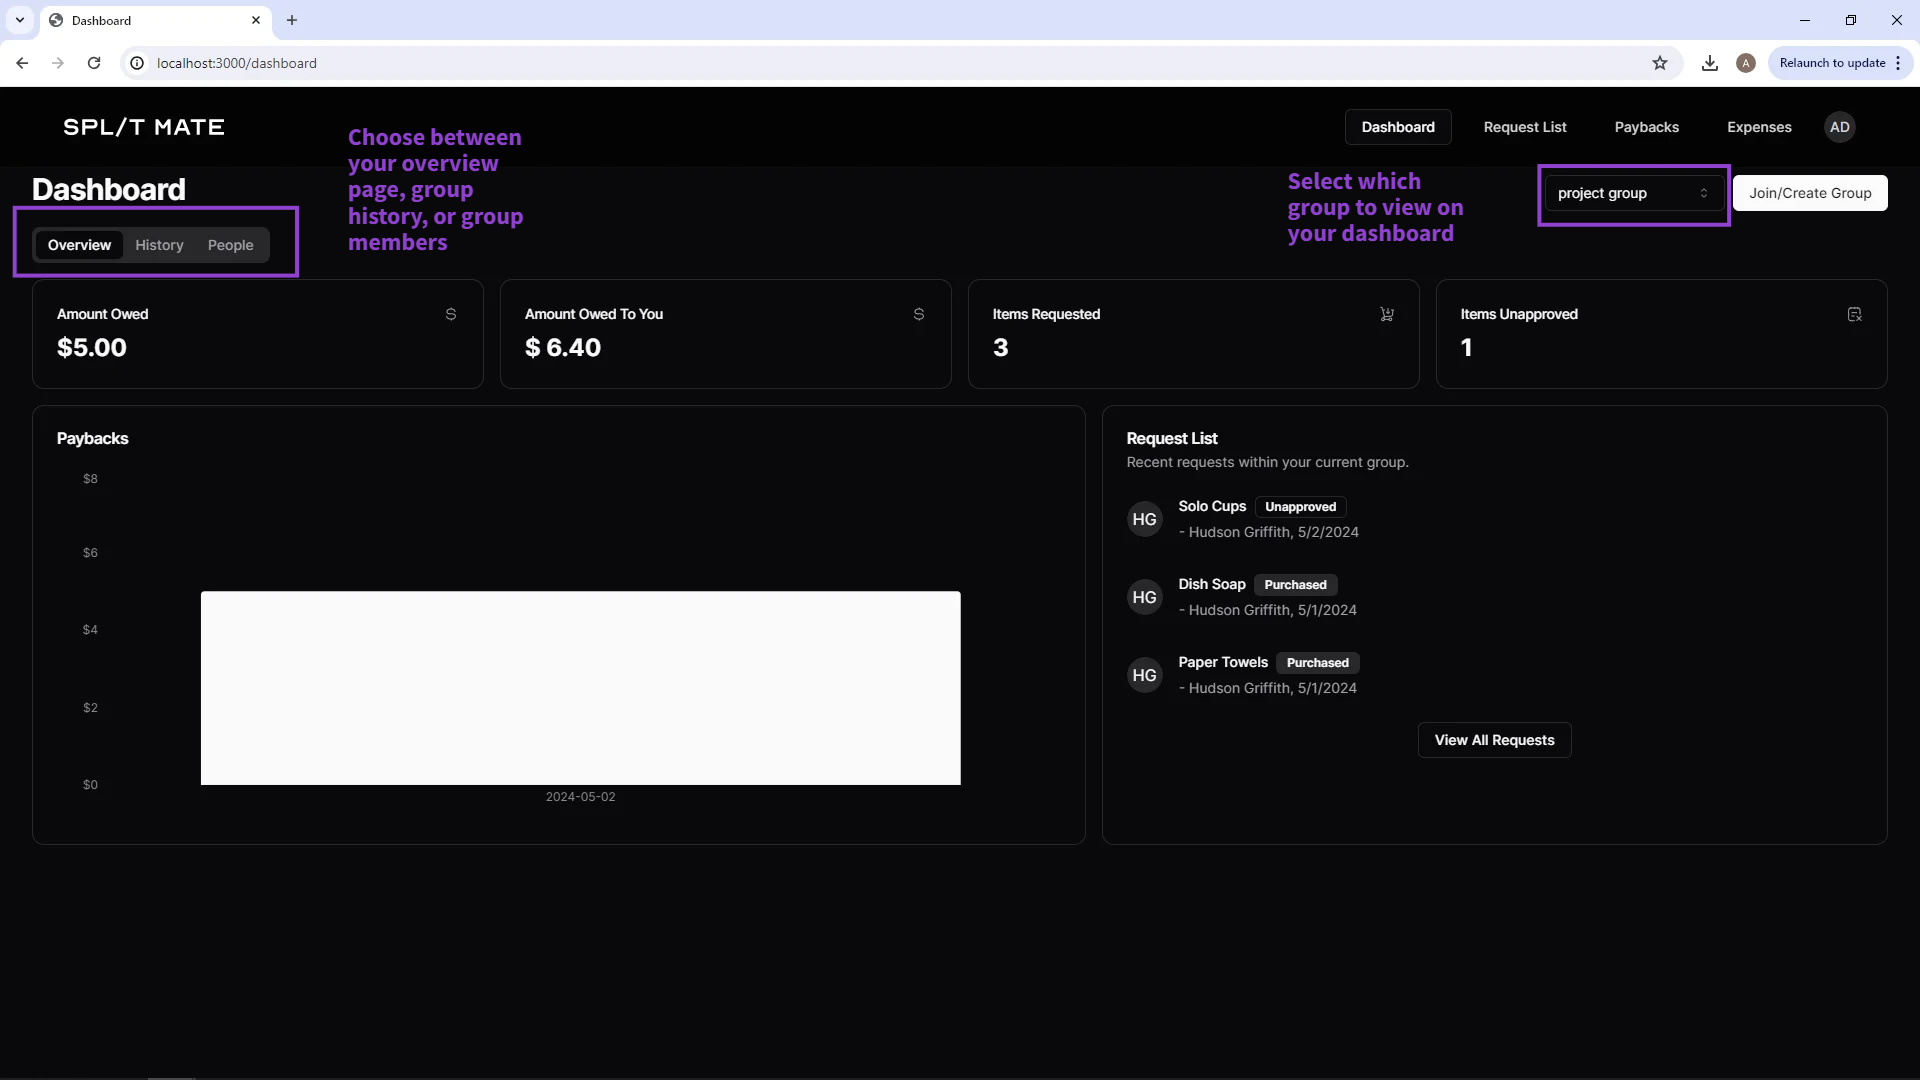 Dashboard
localhost:3000/dashboard
A
Relaunch to update
SPL/T MATE
Dashboard
Request List
Paybacks
Expenses
AD
Choose between
your overview
page, group
history, or group
members
Select which
group to view on
your dashboard
Dashboard
project group
Join/Create Group
Overview
History
People
Amount Owed
$
$5.00
Amount Owed To You
$
$ 6.40
Items Requested
3
Items Unapproved
1
Paybacks
$8
$6
$4
$2
$0
2024-05-02
Request List
Recent requests within your current group.
HG
Solo Cups
Unapproved
- Hudson Griffith, 5/2/2024
HG
Dish Soap
Purchased
- Hudson Griffith, 5/1/2024
HG
Paper Towels
Purchased
- Hudson Griffith, 5/1/2024
View All Requests